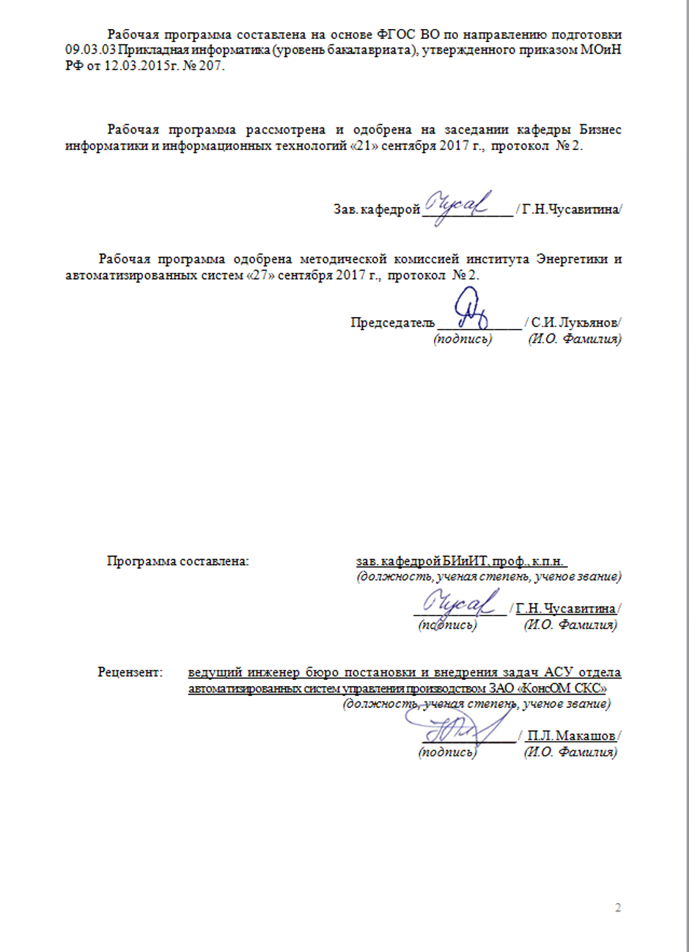 Рабочая программа составлена на основе ФГОС ВО по направлению подготовки
09.03.03 Прикладная информатика (уровень бакалавриата), утвержденного приказом МОиН
РФ от 12.03.2015г. № 207.
Рабочая программа рассмотрена и одобрена на заседании кафедры Бизнес
информатики и информационных технологий «21» сентября 2017 г., протокол № 2.
Зав. кафедрой Чусав / Г.Н.Чусавитина/
Рабочая программа одобрена методической комиссией института Энергетики и
автоматизированных систем «27» сентября 2017 г., протокол № 2.
Председатель / С.И. Лукьянов/
(подпись) (И.О. Фамилия)
Программа составлена: зав. кафедрой БИиИТ, проф., к.п.н.
(должность, ученая степень, ученое звание)
Чусав / Г.Н. Чусавитина/
(подпись) (И.О. Фамилия)
Рецензент: ведущий инженер бюро постановки и внедрения задач АСУ отдела
автоматизированных систем управления производством ЗАО «КонсОМ СКС»
(должность, ученая степень, ученое звание)
/ П.Л. Макашов/
(подпись) (И.О. Фамилия)
2